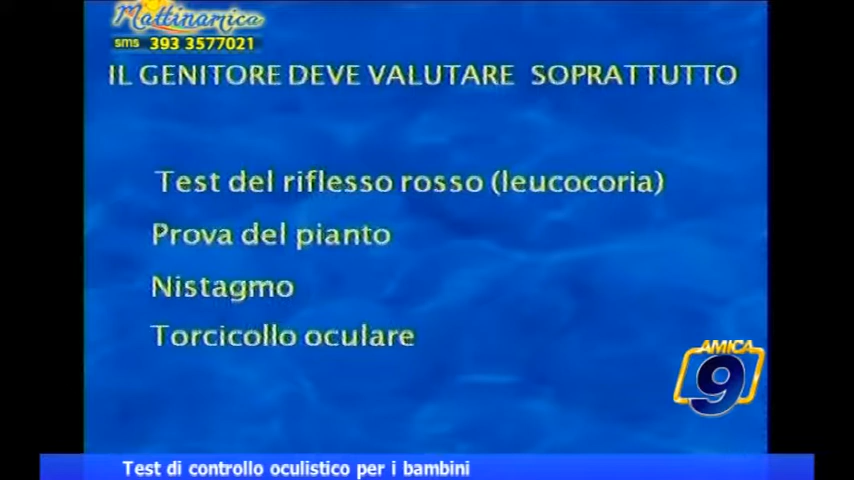 Mattinamica
sms 393 3577021
IL GENITORE DEVE VALUTARE SOPRATTUTTO
Test del riflesso rosso (leucocoria)
Prova del pianto
Nistagmo
Torcicollo oculare
AMICA
9
Test di controllo oculistico per i bambini